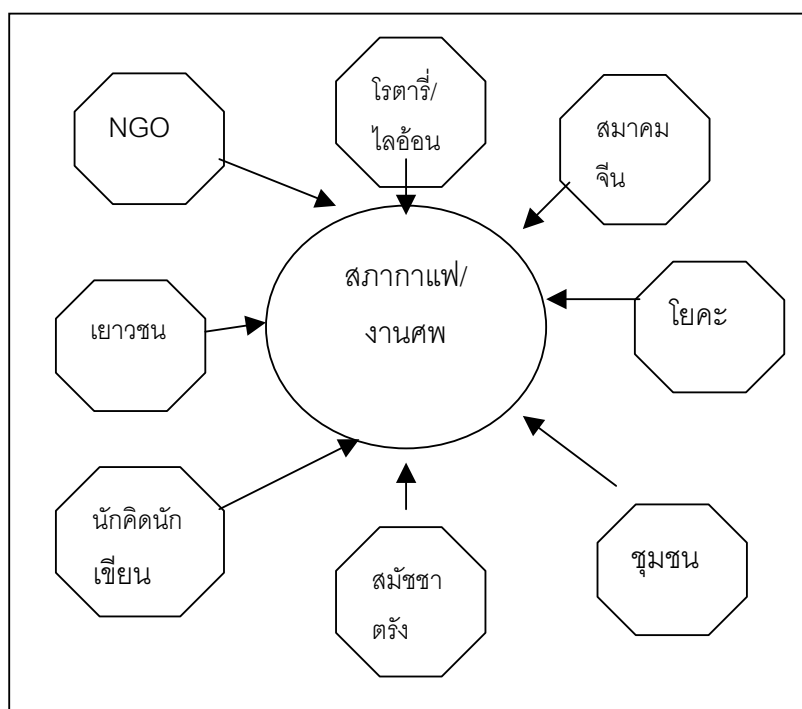 NGO
โรตารี่/
ไลอ้อน
สมาคม
จีน
สภากาแฟ/
งานศพ
เยาวชน
โยคะ
นักคิดนัก
เขียน
สมัชชา
ตรัง
ชุมชน